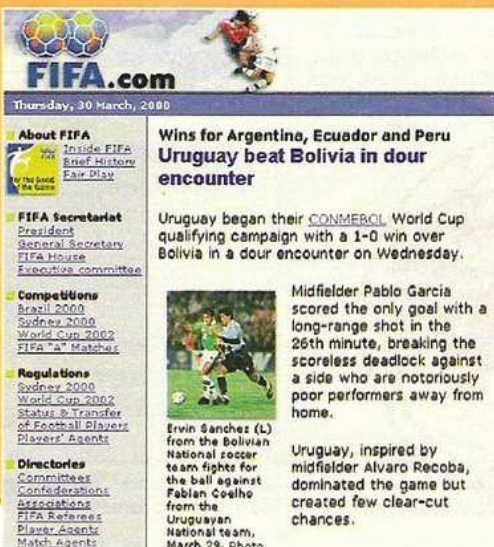 FIFA.com
Thursday, 30 March, 2000
About FIFA
Inside FIFA
Brief History
Fair Play
for the Good
of the Game
FIFA Secretariat
President
General Secretary
FIFA House
Executive committee
Competitions
Brazil 2000
Sydney 2000
World Cup 2002
FIFA "A" Matches
Regulations
Sydney 2000
World Cup 2002
Status & Transfer
of Football Players
Players' Agents
Directories
Committees
Confederations
Associations
FIFA Referees
Player Agents
Match Agents
Wins for Argentina, Ecuador and Peru
Uruguay beat Bolivia in dour
encounter
Uruguay began their CONMEBOL World Cup
qualifying campaign with a 1-0 win over
Bolivia in a dour encounter on Wednesday.
Midfielder Pablo Garcia
scored the only goal with a
long-range shot in the
26th minute, breaking the
scoreless deadlock against
a side who are notoriously
poor performers away from
home.
Uruguay, inspired by
midfielder Alvaro Recoba,
dominated the game but
created few clear-cut
chances.
Ervin Sanchez (L)
from the Bolivian
National soccer
team fights for
the ball against
Fabian Coelho
from the
Uruguayan
National team,
March 29. Photo